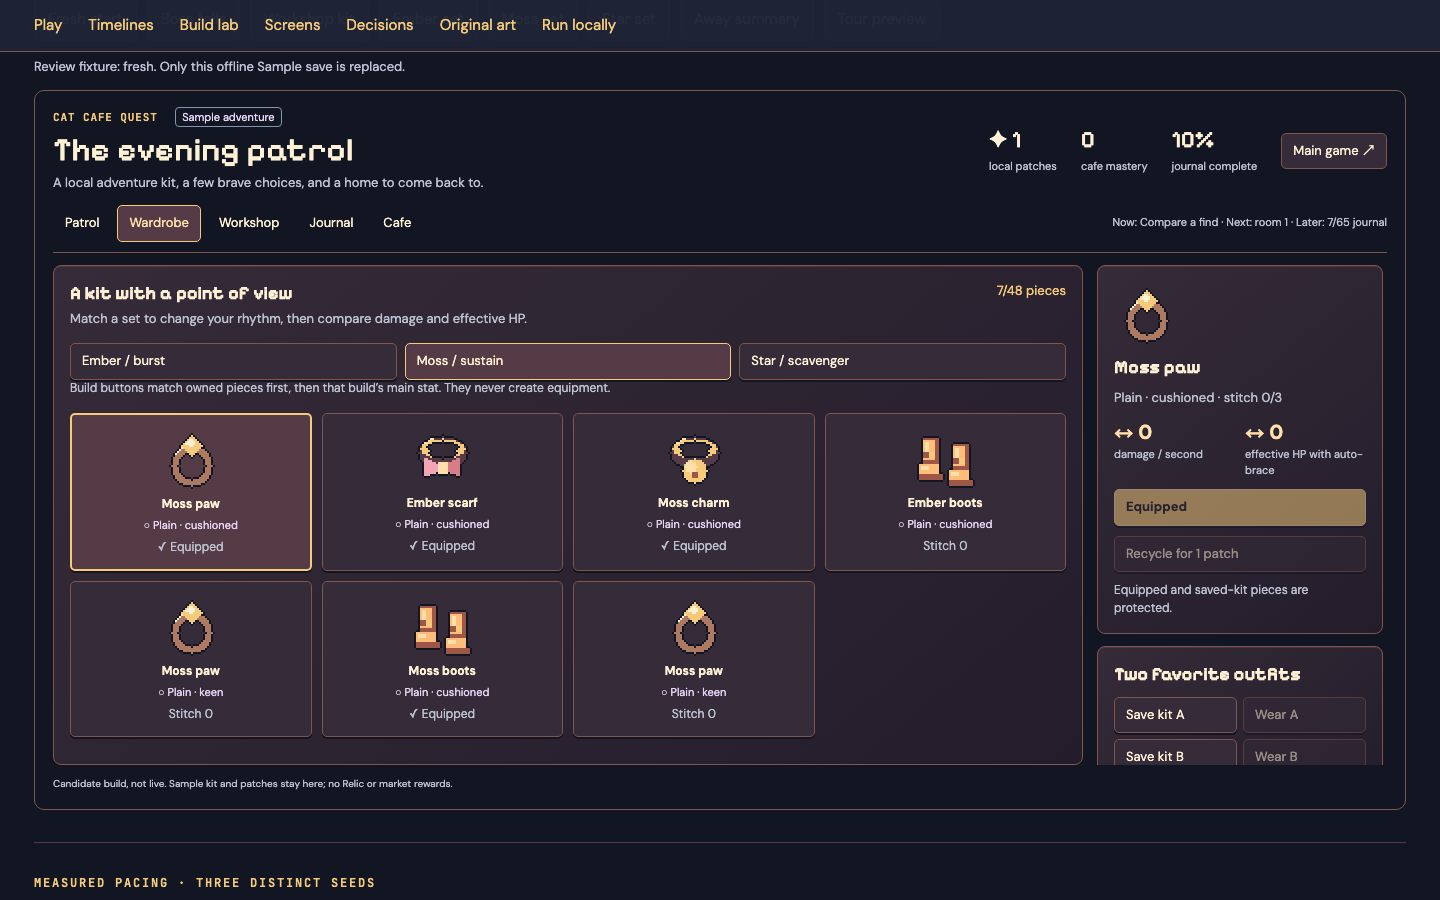 Play Timelines Build lab Screens Decisions Original art Run locally
Away summary Tour preview
Review fixture: fresh. Only this offline Sample save is replaced.
CAT CAFE QUEST Sample adventure
The evening patrol
A local adventure kit, a few brave choices, and a home to come back to.
✦ 1 local patches
0 cafe mastery
10% journal complete
Main game ↗
Patrol Wardrobe Workshop Journal Cafe
Now: Compare a find · Next: room 1 · Later: 7/65 journal
A kit with a point of view
7/48 pieces
Match a set to change your rhythm, then compare damage and effective HP.
Ember / burst Moss / sustain Star / scavenger
Build buttons match owned pieces first, then that build's main stat. They never create equipment.
Moss paw
○ Plain · cushioned
✓ Equipped
Ember scarf
○ Plain · cushioned
✓ Equipped
Moss charm
○ Plain · cushioned
✓ Equipped
Ember boots
○ Plain · cushioned
Stitch 0
Moss paw
○ Plain · keen
Stitch 0
Moss boots
○ Plain · cushioned
✓ Equipped
Moss paw
○ Plain · keen
Stitch 0
Moss paw
Plain · cushioned · stitch 0/3
↔ 0
damage / second
↔ 0
effective HP with auto-
brace
Equipped
Recycle for 1 patch
Equipped and saved-kit pieces are
protected.
Two favorite outfits
Save kit A Wear A
Save kit B Wear B
Candidate build, not live. Sample kit and patches stay here; no Relic or market rewards.
MEASURED PACING · THREE DISTINCT SEEDS